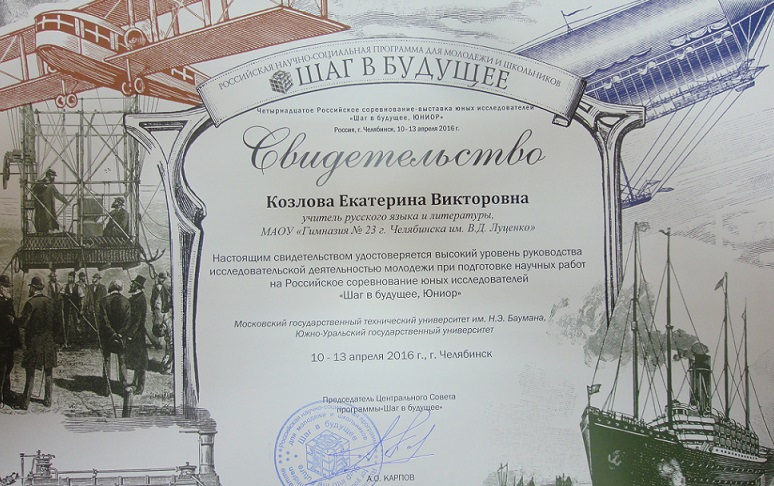 РОССИЙСКАЯ НАУЧНО-СОЦИАЛЬНАЯ ПРОГРАММА ДЛЯ МОЛОДЕЖИ И ШКОЛЬНИКОВ
ШАГ В БУДУЩЕЕ
Четырнадцатое Российское соревнование-выставка юных исследователей
«Шаг в будущее, ЮНИОР»
Россия, г. Челябинск, 10-13 апреля 2016 г.
Свидетельство
Козлова Екатерина Викторовна
учитель русского языка и литературы,
МАОУ «Гимназия № 23 г. Челябинска им. В.Д. Луценко»
Настоящим свидетельством удостоверяется высокий уровень руководства
исследовательской деятельностью молодежи при подготовке научных работ
на Российское соревнование юных исследователей
«Шаг в будущее, Юниор»
Московский государственный технический университет им. Н.Э. Баумана,
Южно-Уральский государственный университет
10 - 13 апреля 2016 г., г. Челябинск
Председатель Центрального Совета
программы«Шаг в будущее»
Шаг в будущее
А.О. КАРПОВ